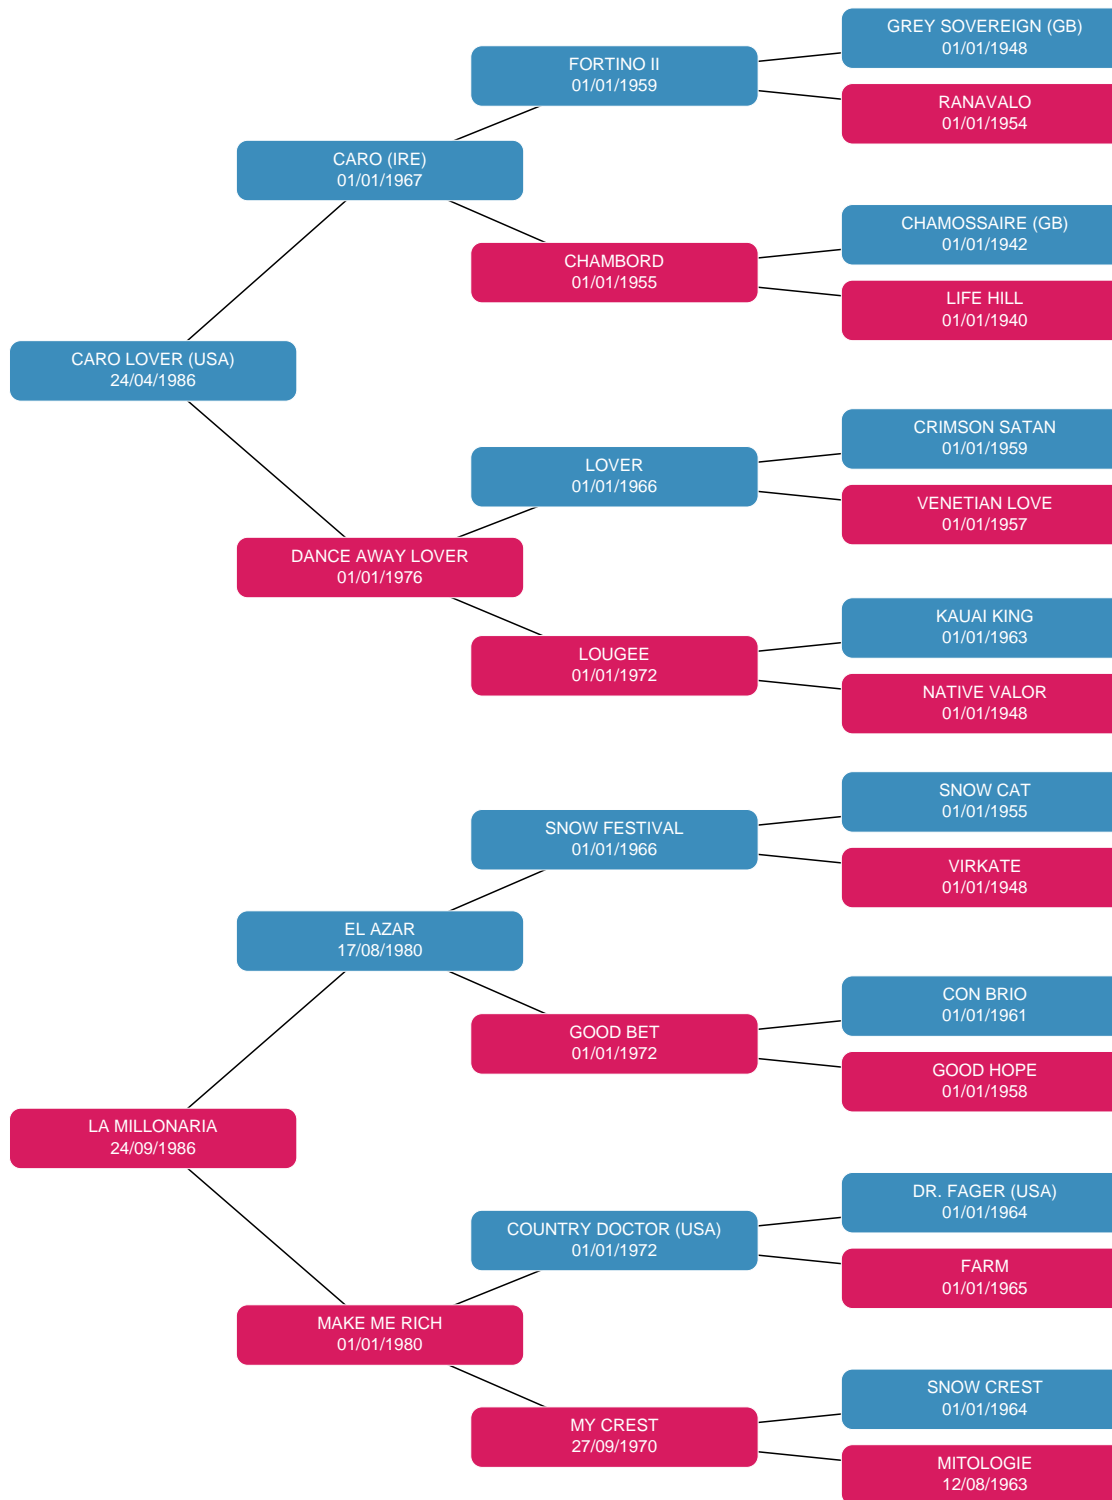 GREY SOVEREIGN (GB)
01/01/1948
FORTINO II
01/01/1959
RANAVALO
01/01/1954
CARO (IRE)
01/01/1967
CHAMOSSAIRE (GB)
01/01/1942
CHAMBORD
01/01/1955
LIFE HILL
01/01/1940
CARO LOVER (USA)
24/04/1986
CRIMSON SATAN
01/01/1959
LOVER
01/01/1966
VENETIAN LOVE
01/01/1957
DANCE AWAY LOVER
01/01/1976
KAUAI KING
01/01/1963
LOUGEE
01/01/1972
NATIVE VALOR
01/01/1948
SNOW CAT
01/01/1955
SNOW FESTIVAL
01/01/1966
VIRKATE
01/01/1948
EL AZAR
17/08/1980
CON BRIO
01/01/1961
GOOD BET
01/01/1972
GOOD HOPE
01/01/1958
LA MILLONARIA
24/09/1986
DR. FAGER (USA)
01/01/1964
COUNTRY DOCTOR (USA)
01/01/1972
FARM
01/01/1965
MAKE ME RICH
01/01/1980
SNOW CREST
01/01/1964
MY CREST
27/09/1970
MITOLOGIE
12/08/1963